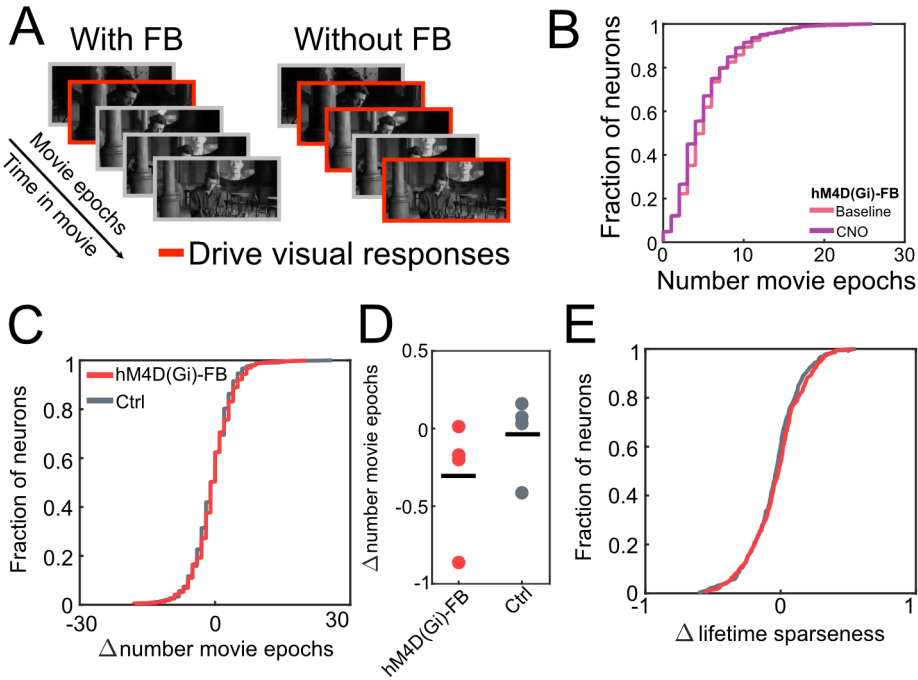 A
With FB
Without FB
Movie epochs
Time in movie
Drive visual responses
B
Fraction of neurons
1
0.8
0.6
0.4
0.2
0
0
10
20
30
Number movie epochs
hM4D(Gi)-FB
Baseline
CNO
C
Fraction of neurons
1
0.8
0.6
0.4
0.2
0
-30
0
30
Δnumber movie epochs
hM4D(Gi)-FB
Ctrl
D
Δnumber movie epochs
0.5
0
-0.5
-1
hM4D(Gi)-FB
Ctrl
E
Fraction of neurons
1
0.8
0.6
0.4
0.2
0
-1
0
1
Δ lifetime sparseness